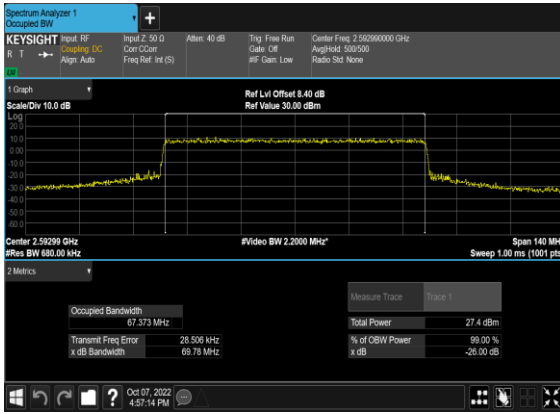 Spectrum Analyzer 1
Occupied BW
KEYSIGHT
R T
LW
Input: RF
Coupling: DC
Align: Auto
Input Z: 50 Ω
Corr CCorr
Freq Ref: Int (S)
Atten: 40 dB
Trig: Free Run
Gate: Off
#IF Gain: Low
Center Freq: 2.592990000 GHz
Avg|Hold: 500/500
Radio Std: None
1 Graph
Scale/Div 10.0 dB
Ref Lvl Offset 8.40 dB
Ref Value 30.00 dBm
Log
20.0
10.0
0.00
-10.0
-20.0
-30.0
-40.0
-50.0
-60.0
Center 2.59299 GHz
#Res BW 680.00 kHz
#Video BW 2.2000 MHz*
Span 140 MH
Sweep 1.00 ms (1001 pts
2 Metrics
Measure Trace Trace 1
Occupied Bandwidth
67.373 MHz
Total Power 27.4 dBm
Transmit Freq Error 28.506 kHz
% of OBW Power 99.00 %
x dB Bandwidth 69.78 MHz
x dB -26.00 dB
Oct 07, 2022
4:57:14 PM